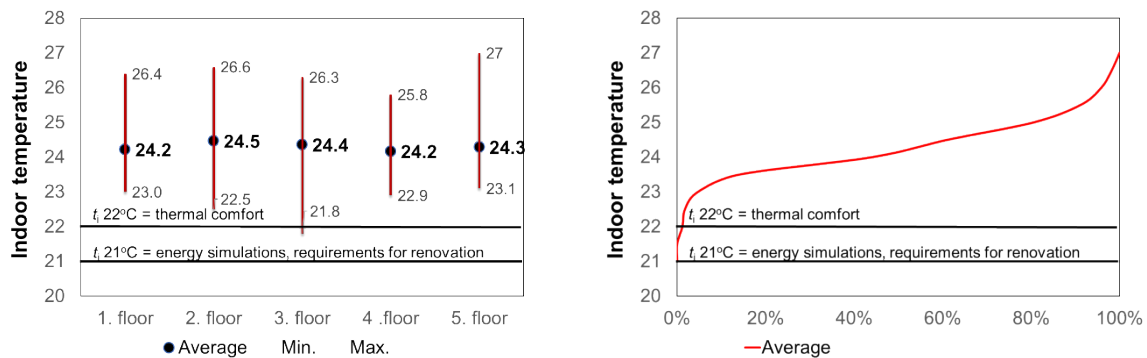 Indoor temperature
28
27
26
25
24
23
22
21
20
26.4
24.2
23.0
26.6
24.5
22.5
26.3
24.4
21.8
25.8
24.2
22.9
27
24.3
23.1
tᵢ 22ºC = thermal comfort
tᵢ 21ºC = energy simulations, requirements for renovation
1. floor
2. floor
3. floor
4 .floor
5. floor
Average Min. Max.
Indoor temperature
28
27
26
25
24
23
22
21
20
tᵢ 22ºC = thermal comfort
tᵢ 21ºC = energy simulations, requirements for renovation
0% 20% 40% 60% 80% 100%
Average